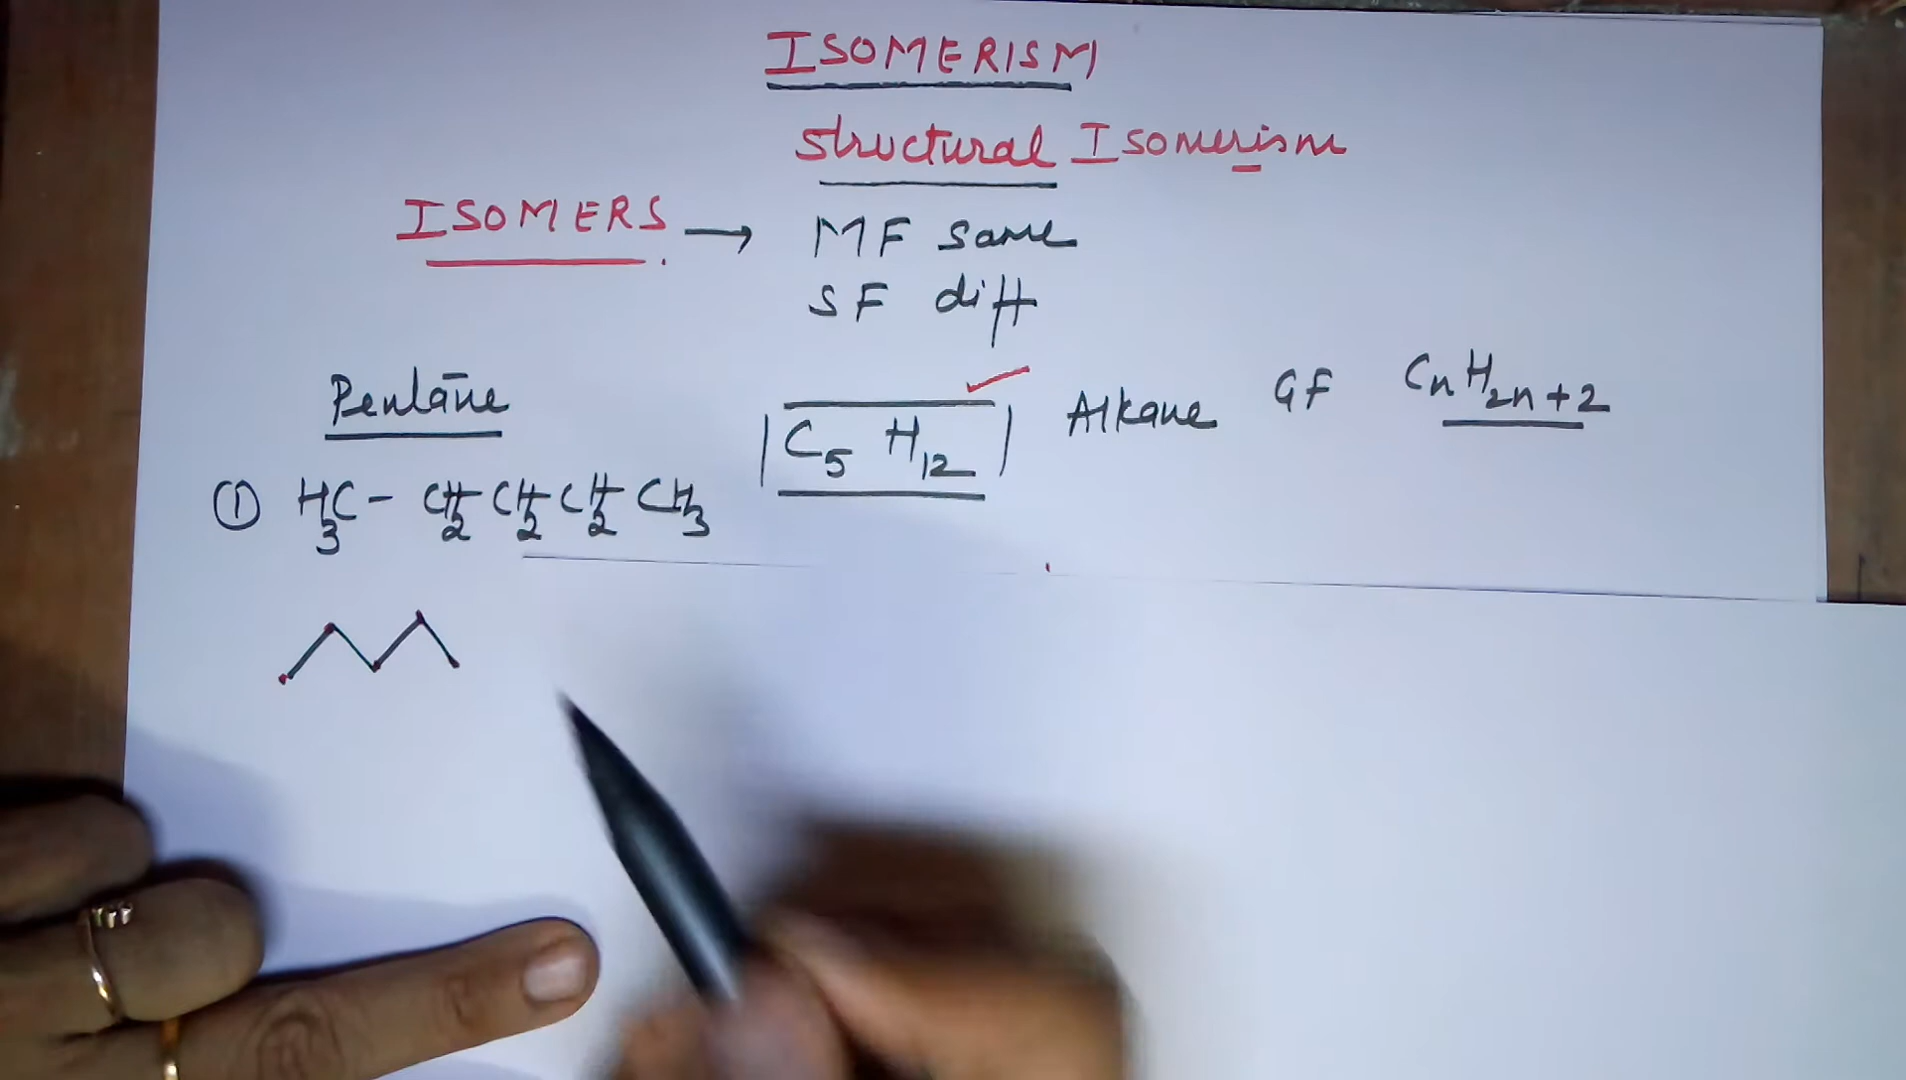 ISOMERISM
Structural Isomerism
ISOMERS → MF same
SF diff
Pentane
C5 H12 ✓ Alkane GF CnH2n+2
① H3C - CH2 CH2 CH2 CH3